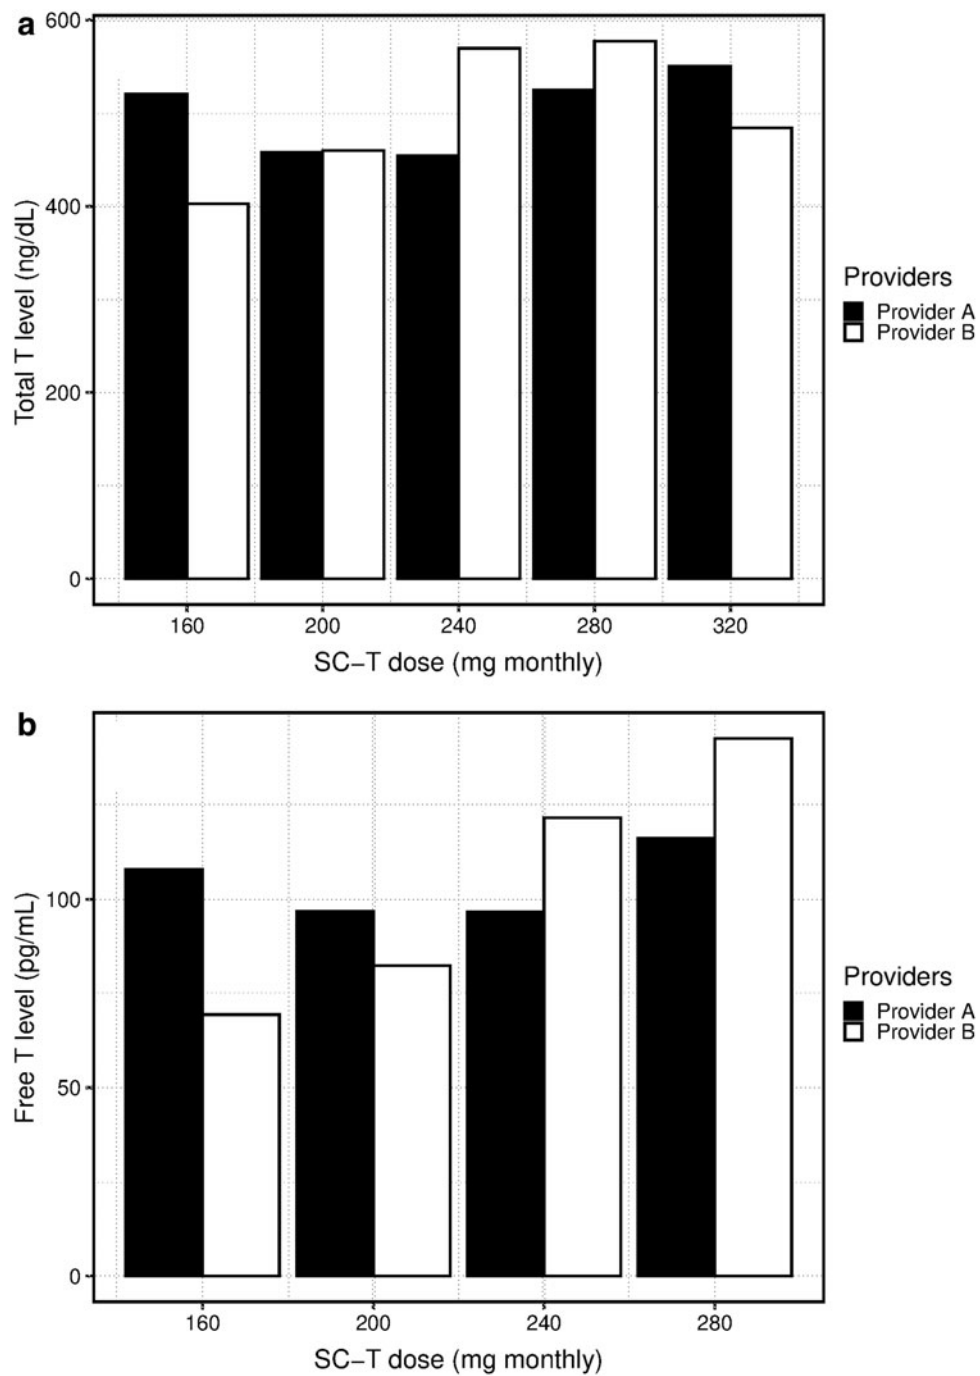 a
600
400
200
0
Total T level (ng/dL)
160 200 240 280 320
SC−T dose (mg monthly)
Providers
Provider A
Provider B
b
100
50
0
Free T level (pg/mL)
160 200 240 280
SC−T dose (mg monthly)
Providers
Provider A
Provider B